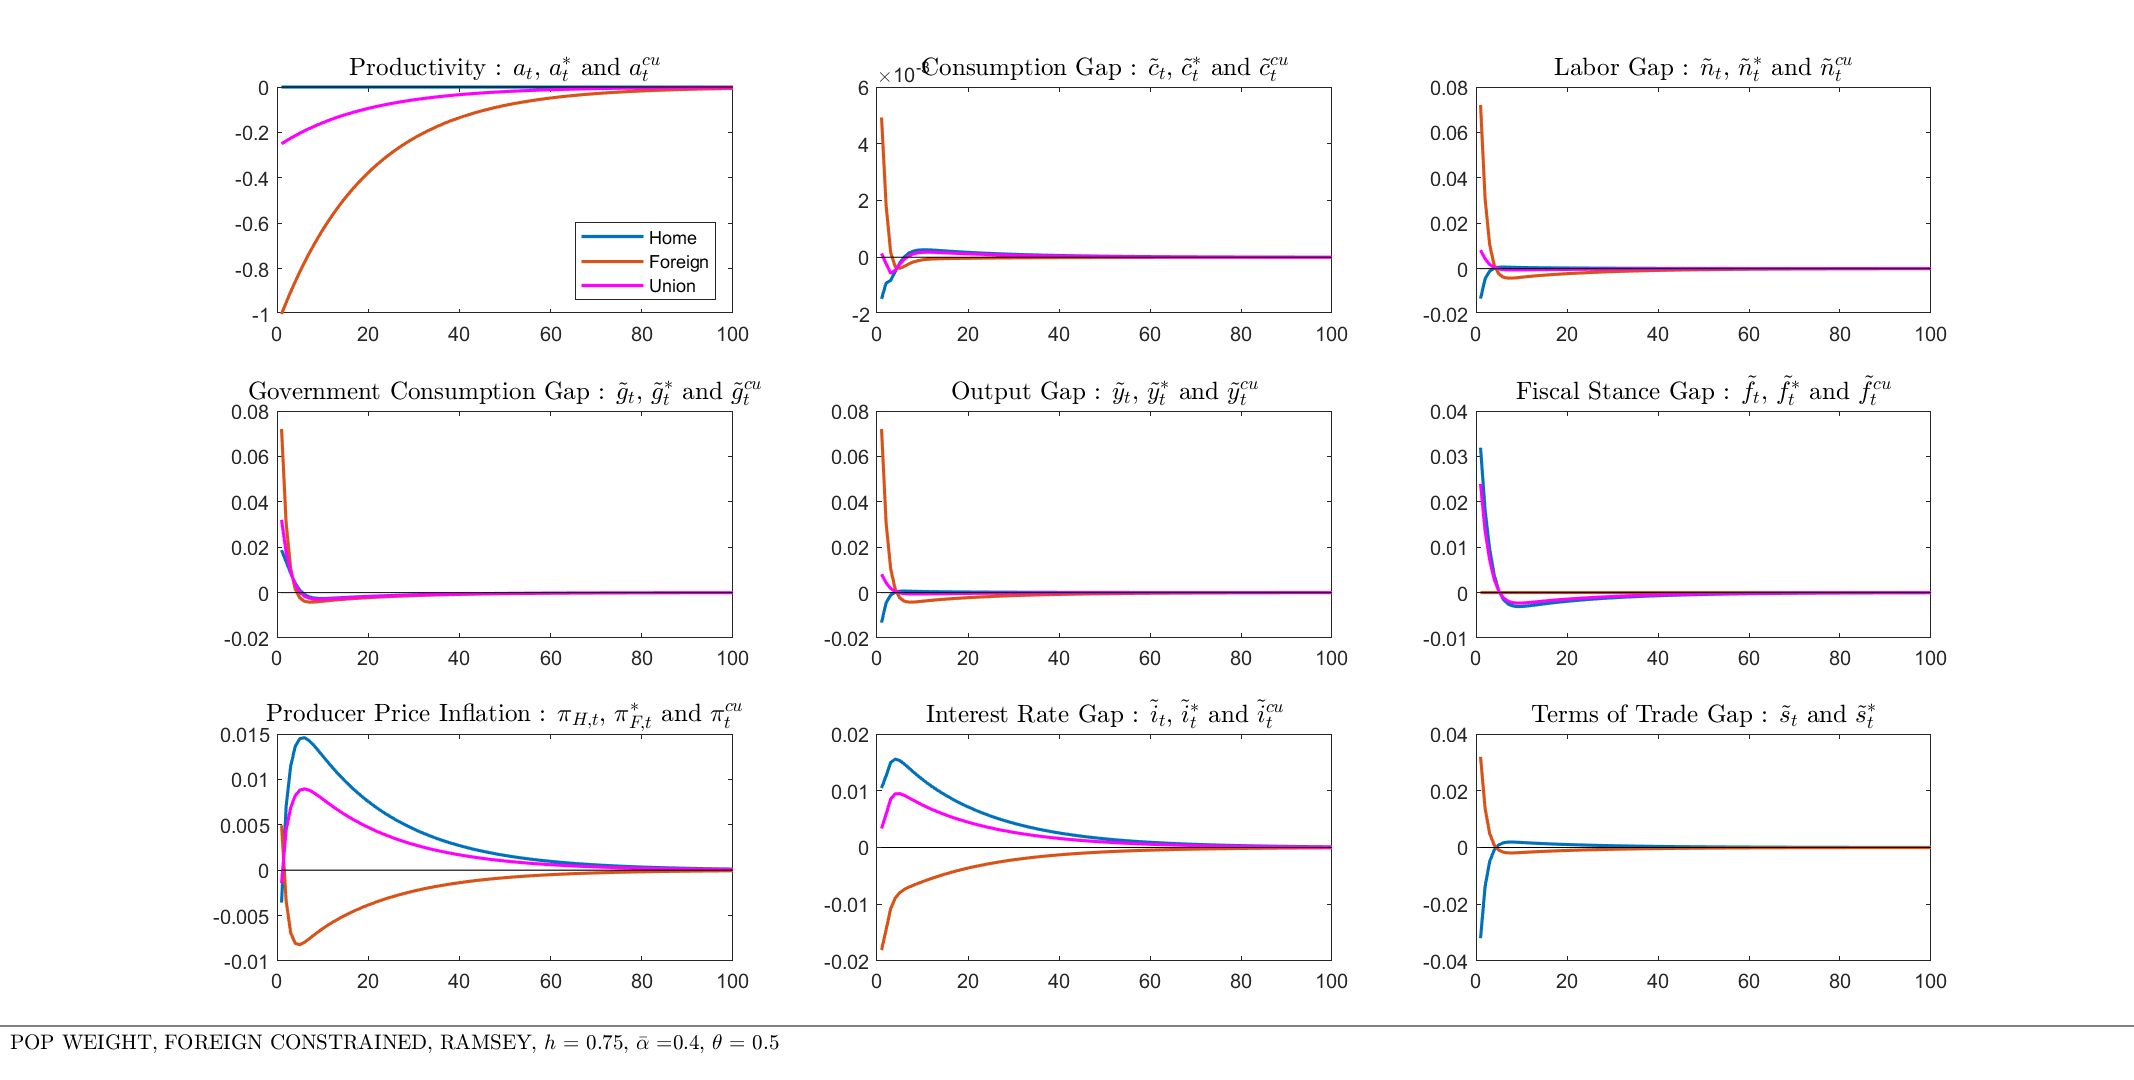 Productivity : a_t, a_t^* and a_t^{cu}
0
-0.2
-0.4
-0.6
-0.8
-1
0 20 40 60 80 100
Home
Foreign
Union
Consumption Gap : c̃_t, c̃_t^* and c̃_t^{cu}
×10^{-3}
6
4
2
0
-2
0 20 40 60 80 100
Labor Gap : ñ_t, ñ_t^* and ñ_t^{cu}
0.08
0.06
0.04
0.02
0
-0.02
0 20 40 60 80 100
Government Consumption Gap : g̃_t, g̃_t^* and g̃_t^{cu}
0.08
0.06
0.04
0.02
0
-0.02
0 20 40 60 80 100
Output Gap : ỹ_t, ỹ_t^* and ỹ_t^{cu}
0.08
0.06
0.04
0.02
0
-0.02
0 20 40 60 80 100
Fiscal Stance Gap : f̃_t, f̃_t^* and f̃_t^{cu}
0.04
0.03
0.02
0.01
0
-0.01
0 20 40 60 80 100
Producer Price Inflation : π_{H,t}, π_{F,t}^* and π_t^{cu}
0.015
0.01
0.005
0
-0.005
-0.01
0 20 40 60 80 100
Interest Rate Gap : ĩ_t, ĩ_t^* and ĩ_t^{cu}
0.02
0.01
0
-0.01
-0.02
0 20 40 60 80 100
Terms of Trade Gap : s̃_t and s̃_t^*
0.04
0.02
0
-0.02
-0.04
0 20 40 60 80 100
POP WEIGHT, FOREIGN CONSTRAINED, RAMSEY, h = 0.75, ᾱ =0.4, θ = 0.5